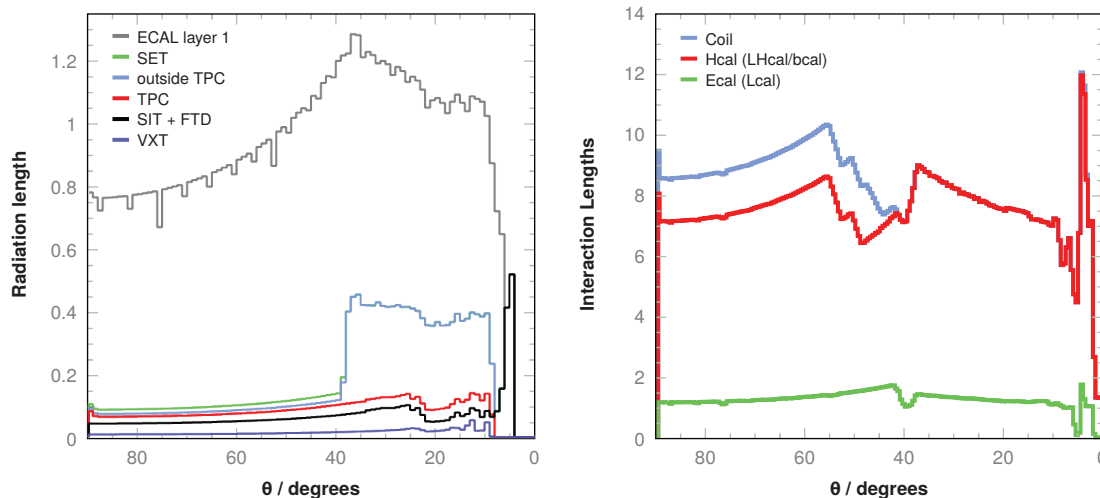 ECAL layer 1
SET
outside TPC
TPC
SIT + FTD
VXT
Radiation length
1.2
1
0.8
0.6
0.4
0.2
0
80
60
40
20
0
θ / degrees
Coil
Hcal (LHcal/bcal)
Ecal (Lcal)
Interaction Lengths
14
12
10
8
6
4
2
0
80
60
40
20
0
θ / degrees